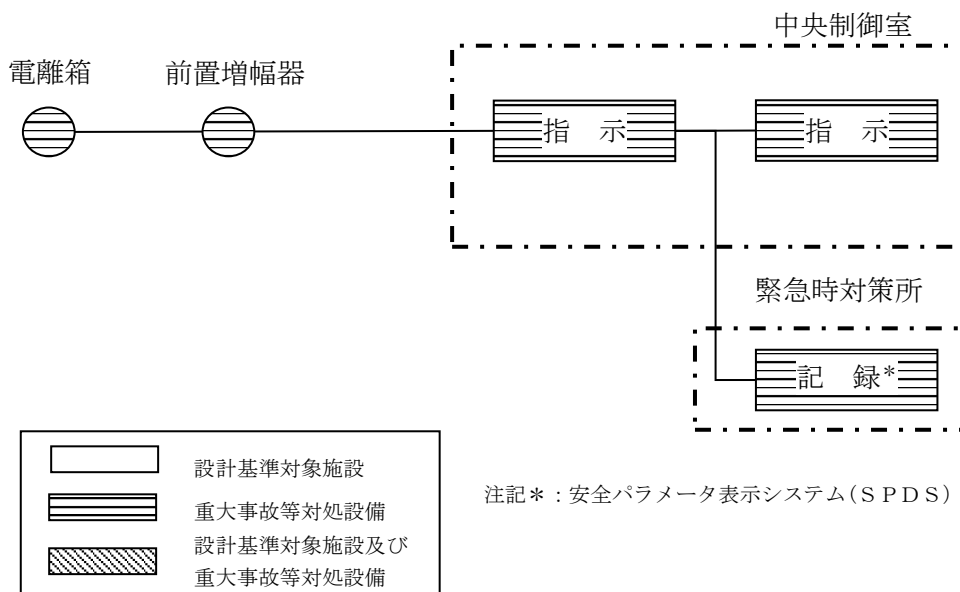 中央制御室
電離箱
前置増幅器
指 示
指 示
緊急時対策所
記 録*
設計基準対象施設
重大事故等対処設備
設計基準対象施設及び
重大事故等対処設備
注記＊：安全パラメータ表示システム(ＳＰＤＳ)